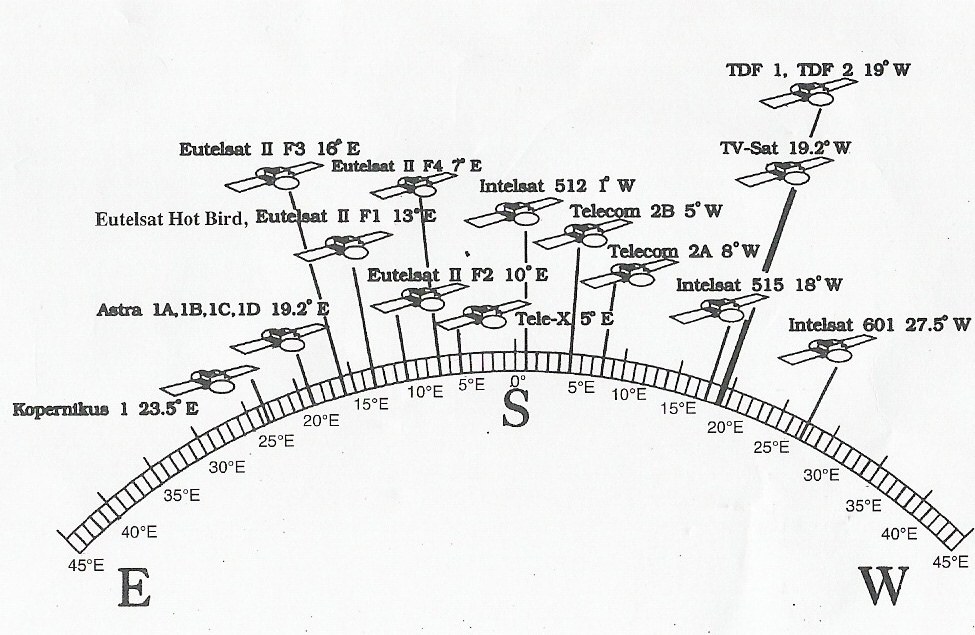 TDF 1, TDF 2 19° W
Eutelsat II F3 16° E
TV-Sat 19.2° W
Eutelsat II F4 7° E
Intelsat 512 1° W
Telecom 2B 5° W
Eutelsat Hot Bird, Eutelsat II F1 13° E
Telecom 2A 8° W
Eutelsat II F2 10° E
Intelsat 515 18° W
Astra 1A,1B,1C,1D 19.2° E
Tele-X 5° E
Intelsat 601 27.5° W
Kopernikus 1 23.5° E
45°E
40°E
35°E
30°E
25°E
20°E
15°E
10°E
5°E
0°
5°E
10°E
15°E
20°E
25°E
30°E
35°E
40°E
45°E
S
E
W